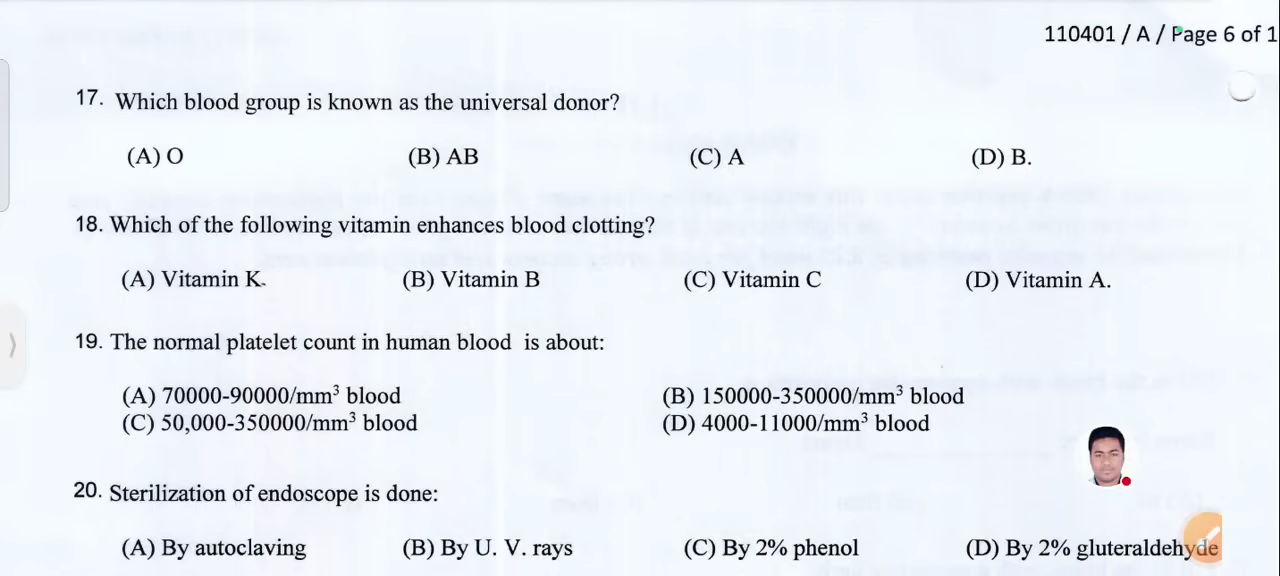 110401 / A / Page 6 of 1
17. Which blood group is known as the universal donor?
(A) O (B) AB (C) A (D) B.
18. Which of the following vitamin enhances blood clotting?
(A) Vitamin K. (B) Vitamin B (C) Vitamin C (D) Vitamin A.
19. The normal platelet count in human blood is about:
(A) 70000-90000/mm³ blood (B) 150000-350000/mm³ blood
(C) 50,000-350000/mm³ blood (D) 4000-11000/mm³ blood
20. Sterilization of endoscope is done:
(A) By autoclaving (B) By U. V. rays (C) By 2% phenol (D) By 2% gluteraldehyde